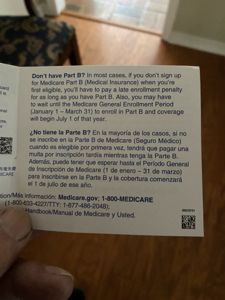 Don't have Part B? In most cases, if you don't sign up
for Medicare Part B (Medical Insurance) when you're
first eligible, you'll have to pay a late enrollment penalty
for as long as you have Part B. Also, you may have
to wait until the Medicare General Enrollment Period
(January 1 – March 31) to enroll in Part B and coverage
will begin July 1 of that year.
¿No tiene la Parte B? En la mayoría de los casos, si no
se inscribe en la Parte B de Medicare (Seguro Médico)
cuando es elegible por primera vez, tendrá que pagar una
multa por inscripción tardía mientras tenga la Parte B.
Además, puede tener que esperar hasta el Período General
de Inscripción de Medicare (1 de enero – 31 de marzo)
para inscribirse en la Parte B y la cobertura comenzará
el 1 de julio de ese año.
Más información: Medicare.gov; 1-800-MEDICARE
(1-800-633-4227/TTY: 1-877-486-2048);
Handbook/Manual de Medicare y Usted.